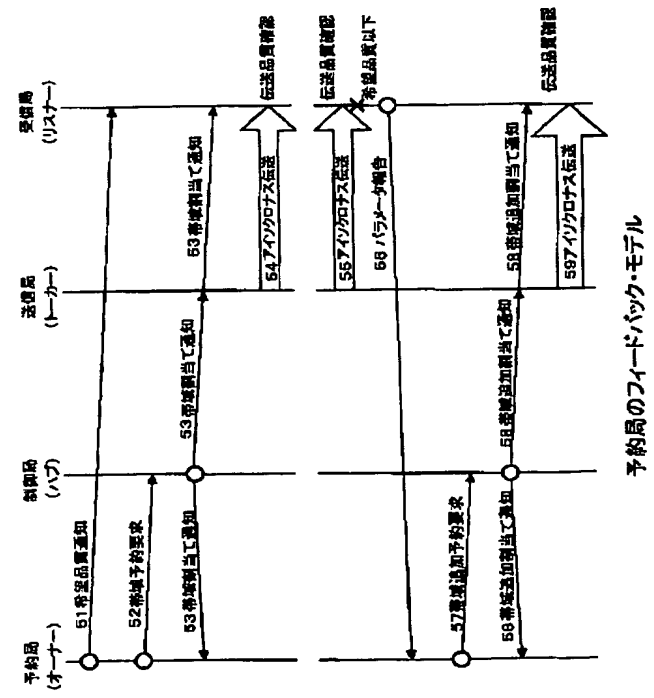 予約局
(オーナー)
制御局
(ハブ)
送信局
(トーカー)
受信局
(リスナー)
51希望品質通知
52帯域予約要求
53帯域割当て通知
53帯域割当て通知
53帯域割当て通知
54アイソクロナス伝送
伝送品質確認
55アイソクロナス伝送
伝送品質確認
希望品質以下
56 パラメータ報告
57帯域追加予約要求
58帯域追加割当て通知
58帯域追加割当て通知
58帯域追加割当て通知
59アイソクロナス伝送
伝送品質確認
予約局のフィードバック・モデル